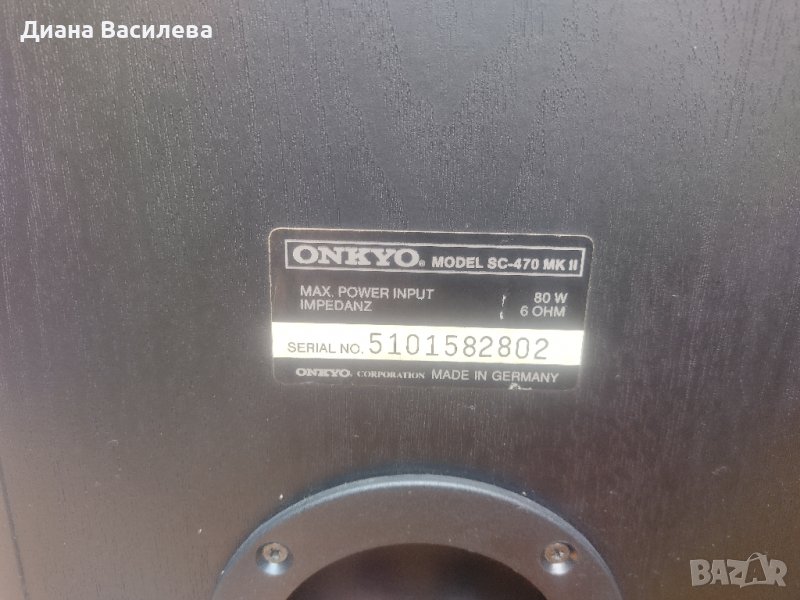 Диана Василева
ONKYO® MODEL SC-470 MK II
MAX. POWER INPUT : 80 W
IMPEDANZ : 6 OHM
SERIAL NO. 5101582802
ONKYO® CORPORATION MADE IN GERMANY
BAZAR